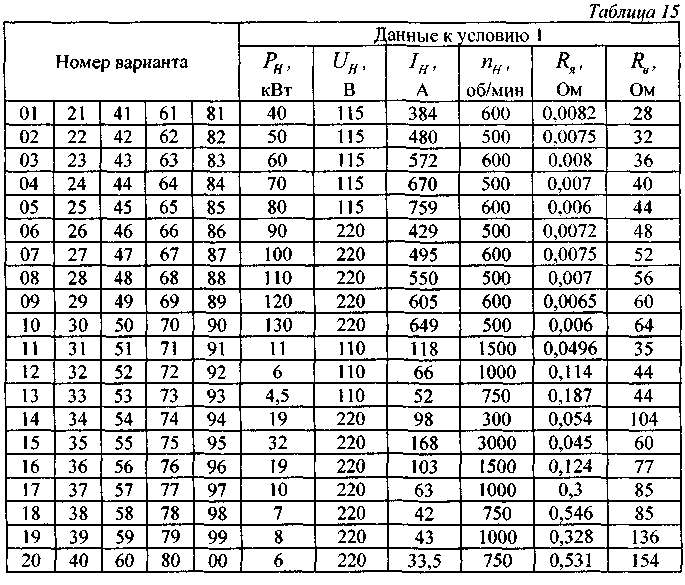 Таблица 15
Номер варианта Данные к условию 1
P_H, кВт U_H, В I_H, А n_H, об/мин R_я, Ом R_в, Ом
01 21 41 61 81 40 115 384 600 0,0082 28
02 22 42 62 82 50 115 480 500 0,0075 32
03 23 43 63 83 60 115 572 600 0,008 36
04 24 44 64 84 70 115 670 500 0,007 40
05 25 45 65 85 80 115 759 600 0,006 44
06 26 46 66 86 90 220 429 500 0,0072 48
07 27 47 67 87 100 220 495 600 0,0075 52
08 28 48 68 88 110 220 550 500 0,007 56
09 29 49 69 89 120 220 605 600 0,0065 60
10 30 50 70 90 130 220 649 500 0,006 64
11 31 51 71 91 11 110 118 1500 0,0496 35
12 32 52 72 92 6 110 66 1000 0,114 44
13 33 53 73 93 4,5 110 52 750 0,187 44
14 34 54 74 94 19 220 98 300 0,054 104
15 35 55 75 95 32 220 168 3000 0,045 60
16 36 56 76 96 19 220 103 1500 0,124 77
17 37 57 77 97 10 220 63 1000 0,3 85
18 38 58 78 98 7 220 42 750 0,546 85
19 39 59 79 99 8 220 43 1000 0,328 136
20 40 60 80 00 6 220 33,5 750 0,531 154